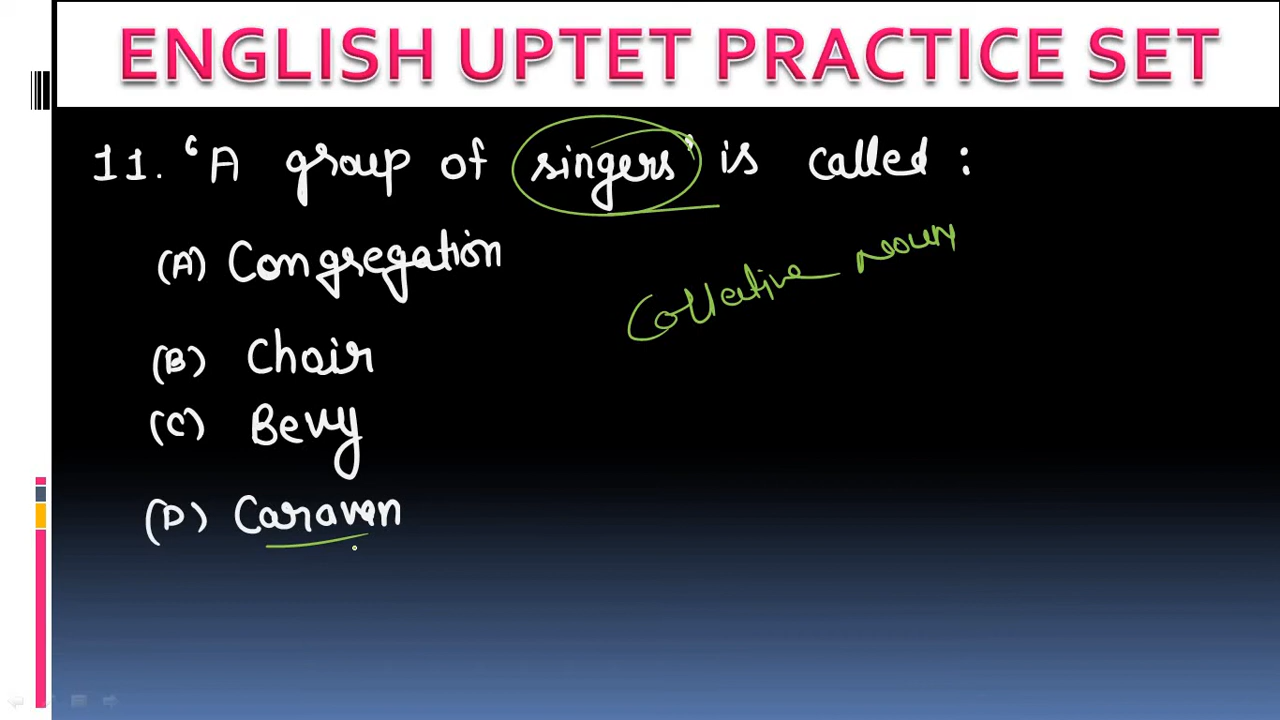 ENGLISH UPTET PRACTICE SET
11. 'A group of singers' is called :
(A) Congregation
Collective Noun
(B) Choir
(C) Bevy
(D) Caravan